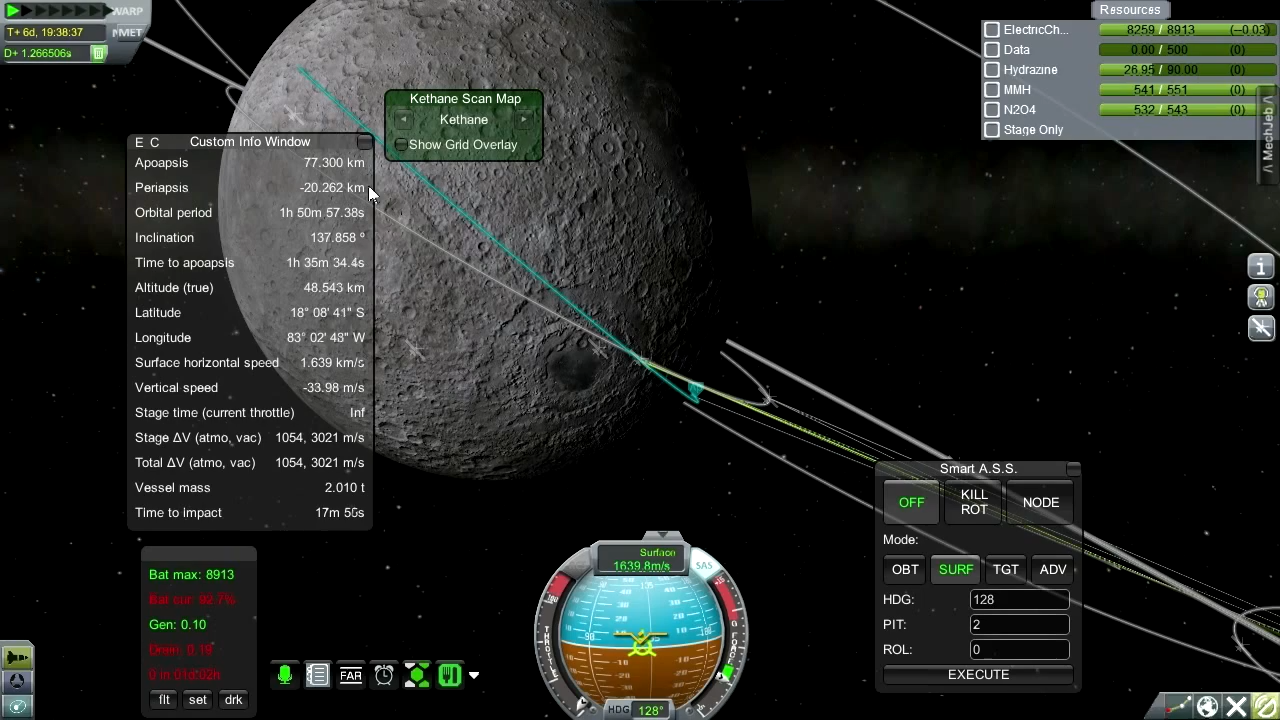 WARP
T+ 6d, 19:38:37
MET
D+ 1.266506s
Resources
ElectricCh... 8259 / 8913 (−0.03)
Data 0.00 / 500 (0)
Hydrazine 26.95 / 90.00 (0)
MMH 541 / 551 (0)
N2O4 532 / 543 (0)
Stage Only
MechJeb
Kethane Scan Map
Kethane
Show Grid Overlay
E C Custom Info Window
Apoapsis 77.300 km
Periapsis -20.262 km
Orbital period 1h 50m 57.38s
Inclination 137.858 º
Time to apoapsis 1h 35m 34.4s
Altitude (true) 48.543 km
Latitude 18° 08' 41" S
Longitude 83° 02' 43" W
Surface horizontal speed 1.639 km/s
Vertical speed -33.98 m/s
Stage time (current throttle) Inf
Stage ΔV (atmo, vac) 1054, 3021 m/s
Total ΔV (atmo, vac) 1054, 3021 m/s
Vessel mass 2.010 t
Time to impact 17m 55s
Smart A.S.S.
OFF
KILL ROT
NODE
Mode:
OBT SURF TGT ADV
HDG: 128
PIT: 2
ROL: 0
EXECUTE
Bat max: 8913
Bat cur: 92.7%
Gen: 0.10
Drain: 0.13
flt set drk
FAR
Surface
1639.8m/s
SAS
HDG 128°